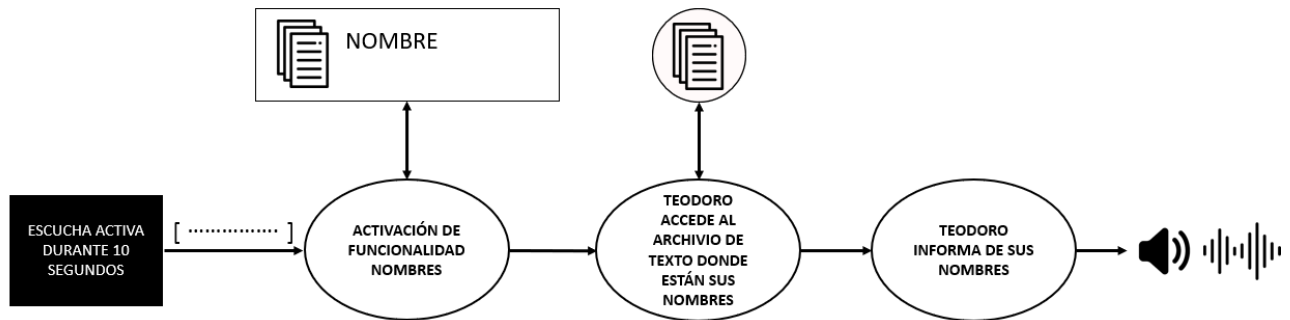 NOMBRE
ESCUCHA ACTIVA
DURANTE 10
SEGUNDOS
[ ................ ]
ACTIVACIÓN DE
FUNCIONALIDAD
NOMBRES
TEODORO
ACCEDE AL
ARCHIVIO DE
TEXTO DONDE
ESTÁN SUS
NOMBRES
TEODORO
INFORMA DE SUS
NOMBRES